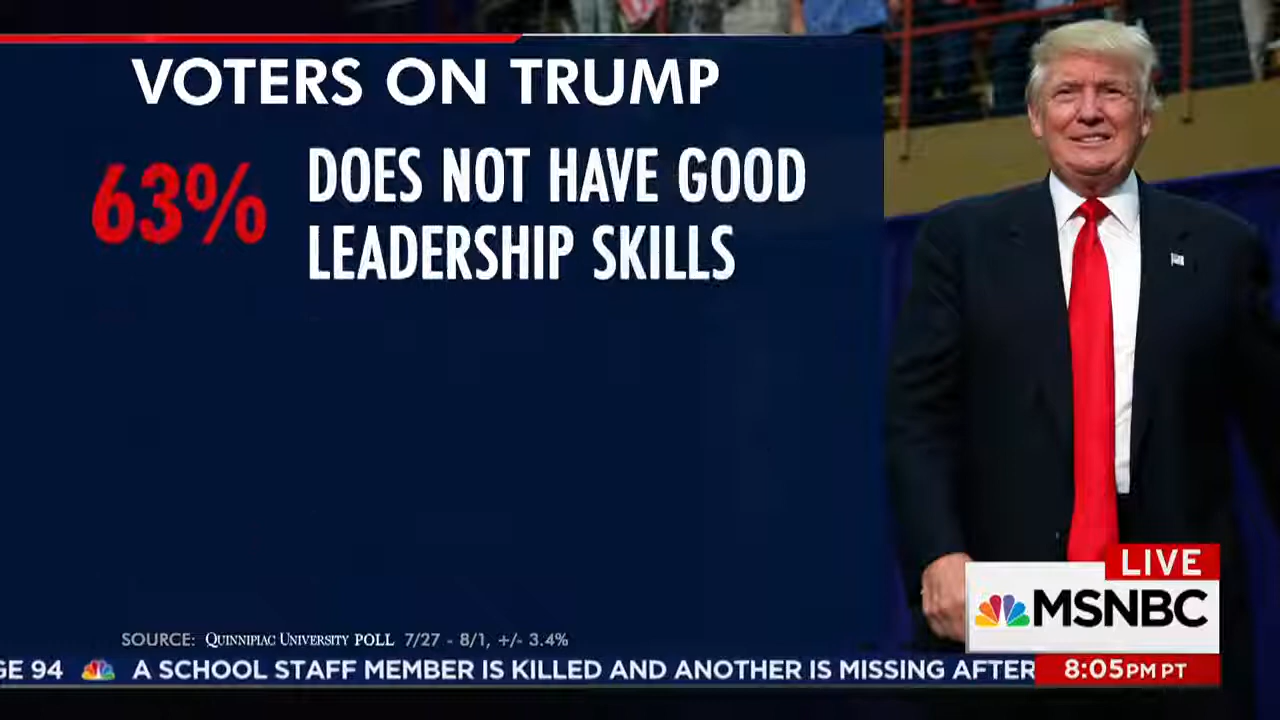 VOTERS ON TRUMP
63%
DOES NOT HAVE GOOD
LEADERSHIP SKILLS
LIVE
MSNBC
SOURCE: QUINNIPIAC UNIVERSITY POLL 7/27 - 8/1, +/- 3.4%
GE 94 A SCHOOL STAFF MEMBER IS KILLED AND ANOTHER IS MISSING AFTER
8:05PM PT